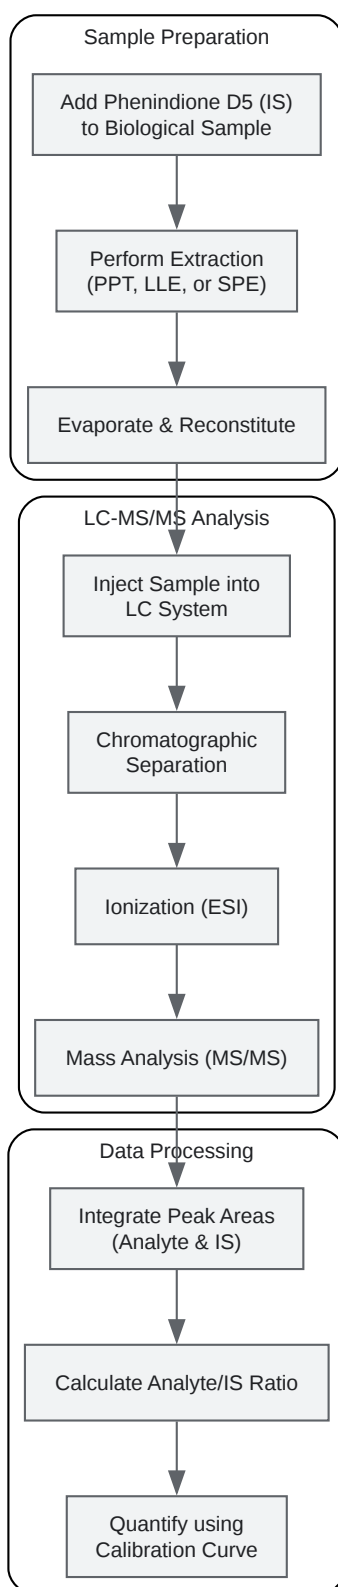 Sample Preparation
Add Phenindione D5 (IS)
to Biological Sample
Perform Extraction
(PPT, LLE, or SPE)
Evaporate & Reconstitute
LC-MS/MS Analysis
Inject Sample into
LC System
Chromatographic
Separation
Ionization (ESI)
Mass Analysis (MS/MS)
Data Processing
Integrate Peak Areas
(Analyte & IS)
Calculate Analyte/IS Ratio
Quantify using
Calibration Curve